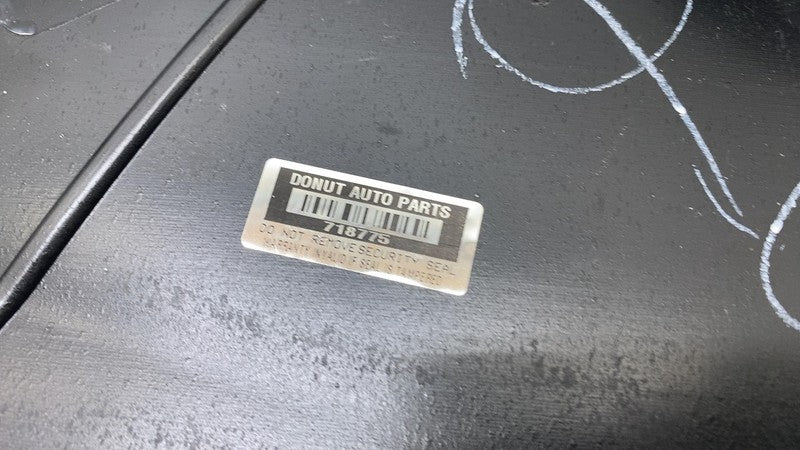 DONUT AUTO PARTS
718775
DO NOT REMOVE SECURITY SEAL
WARRANTY INVALID IF SEAL IS TAMPERED